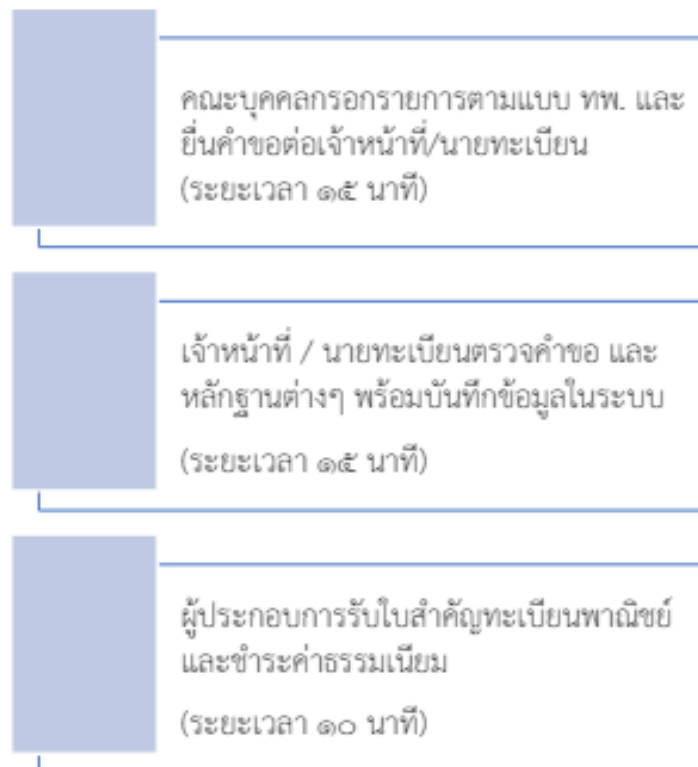 คณะบุคคลกรอกรายการตามแบบ ทพ. และ
ยื่นคำขอต่อเจ้าหน้าที่/นายทะเบียน
(ระยะเวลา ๑๕ นาที)
เจ้าหน้าที่ / นายทะเบียนตรวจคำขอ และ
หลักฐานต่างๆ พร้อมบันทึกข้อมูลในระบบ
(ระยะเวลา ๑๕ นาที)
ผู้ประกอบการรับใบสำคัญทะเบียนพาณิชย์
และชำระค่าธรรมเนียม
(ระยะเวลา ๑๐ นาที)